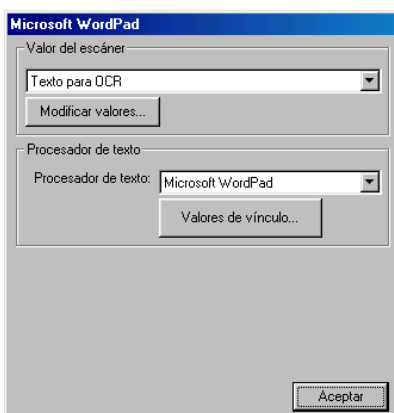 Microsoft WordPad
Valor del escáner
Texto para OCR
Modificar valores...
Procesador de texto
Procesador de texto: Microsoft WordPad
Valores de vínculo...
Aceptar